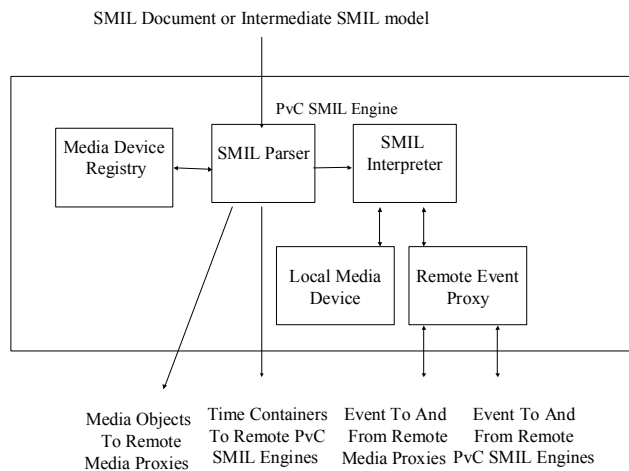 SMIL Document or Intermediate SMIL model
PvC SMIL Engine
Media Device
Registry
SMIL Parser
SMIL
Interpreter
Local Media
Device
Remote Event
Proxy
Media Objects
To Remote
Media Proxies
Time Containers
To Remote PvC
SMIL Engines
Event To And
From Remote
Media Proxies
Event To And
From Remote
PvC SMIL Engines